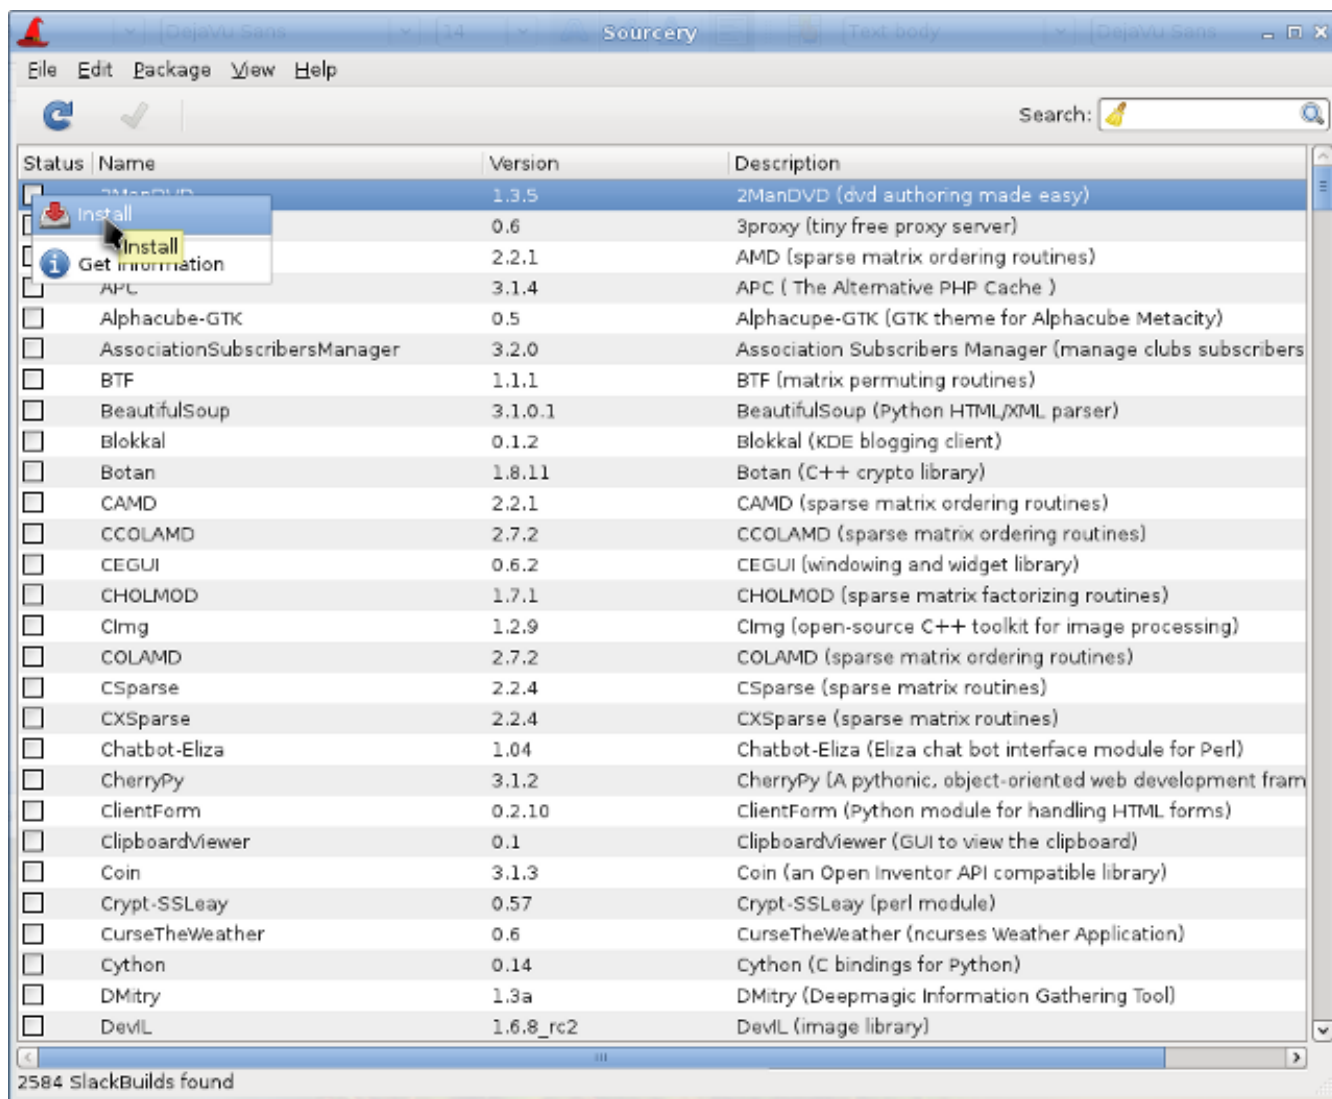 Sourcery
DejaVu Sans 14 Text body DejaVu Sans
File Edit Package View Help
Search:
Status Name Version Description
2ManDVD 1.3.5 2ManDVD (dvd authoring made easy)
Install
0.6 3proxy (tiny free proxy server)
Install
2.2.1 AMD (sparse matrix ordering routines)
Get information
APC 3.1.4 APC ( The Alternative PHP Cache )
Alphacube-GTK 0.5 Alphacupe-GTK (GTK theme for Alphacube Metacity)
AssociationSubscribersManager 3.2.0 Association Subscribers Manager (manage clubs subscribers
BTF 1.1.1 BTF (matrix permuting routines)
BeautifulSoup 3.1.0.1 BeautifulSoup (Python HTML/XML parser)
Blokkal 0.1.2 Blokkal (KDE blogging client)
Botan 1.8.11 Botan (C++ crypto library)
CAMD 2.2.1 CAMD (sparse matrix ordering routines)
CCOLAMD 2.7.2 CCOLAMD (sparse matrix ordering routines)
CEGUI 0.6.2 CEGUI (windowing and widget library)
CHOLMOD 1.7.1 CHOLMOD (sparse matrix factorizing routines)
CImg 1.2.9 CImg (open-source C++ toolkit for image processing)
COLAMD 2.7.2 COLAMD (sparse matrix ordering routines)
CSparse 2.2.4 CSparse (sparse matrix routines)
CXSparse 2.2.4 CXSparse (sparse matrix routines)
Chatbot-Eliza 1.04 Chatbot-Eliza (Eliza chat bot interface module for Perl)
CherryPy 3.1.2 CherryPy (A pythonic, object-oriented web development fram
ClientForm 0.2.10 ClientForm (Python module for handling HTML forms)
ClipboardViewer 0.1 ClipboardViewer (GUI to view the clipboard)
Coin 3.1.3 Coin (an Open Inventor API compatible library)
Crypt-SSLeay 0.57 Crypt-SSLeay (perl module)
CurseTheWeather 0.6 CurseTheWeather (ncurses Weather Application)
Cython 0.14 Cython (C bindings for Python)
DMitry 1.3a DMitry (Deepmagic Information Gathering Tool)
DevIL 1.6.8_rc2 DevIL (image library)
2584 SlackBuilds found